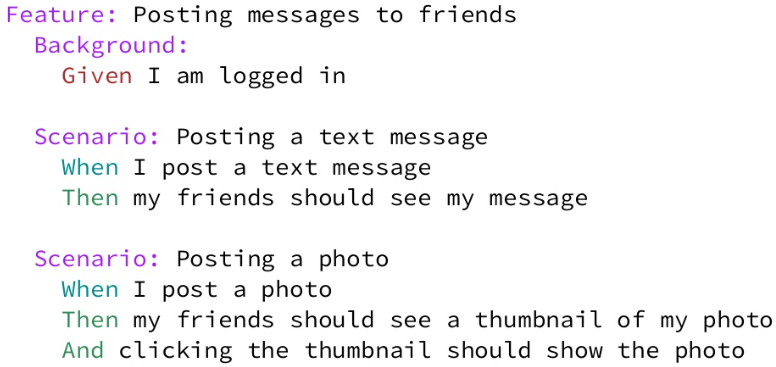 Feature: Posting messages to friends
Background:
Given I am logged in
Scenario: Posting a text message
When I post a text message
Then my friends should see my message
Scenario: Posting a photo
When I post a photo
Then my friends should see a thumbnail of my photo
And clicking the thumbnail should show the photo